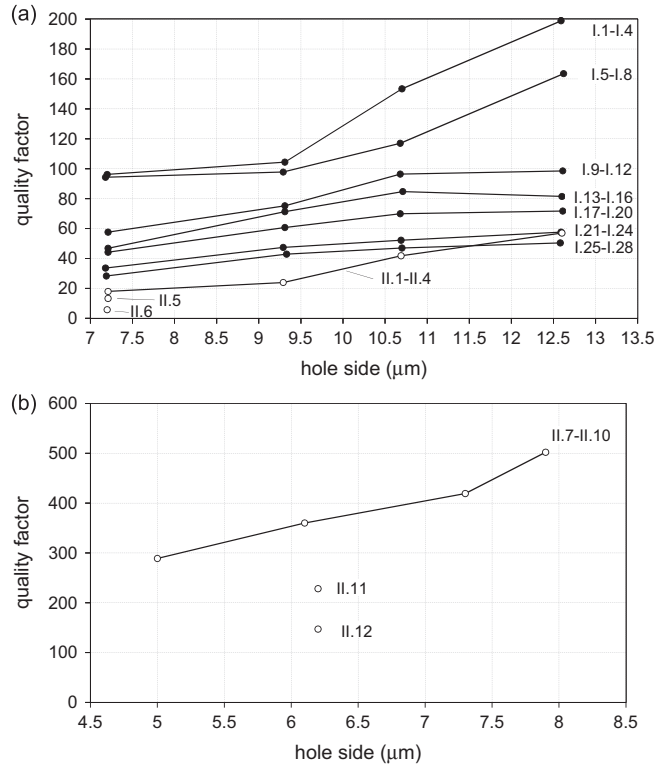 (a)
200
180
160
140
120
100
80
60
40
20
0
quality factor
I.1-I.4
I.5-I.8
I.9-I.12
I.13-I.16
I.17-I.20
I.21-I.24
I.25-I.28
II.1-II.4
II.5
II.6
7 7.5 8 8.5 9 9.5 10 10.5 11 11.5 12 12.5 13 13.5
hole side (μm)
(b)
600
500
400
300
200
100
0
quality factor
II.7-II.10
II.11
II.12
4.5 5 5.5 6 6.5 7 7.5 8 8.5
hole side (μm)